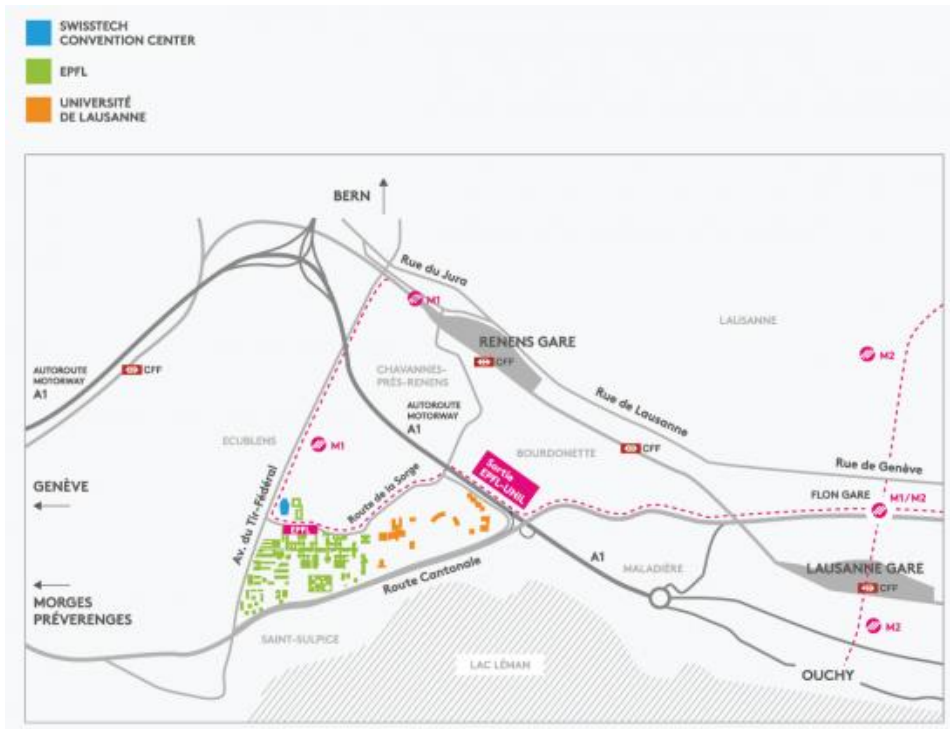 SWISSTECH
CONVENTION CENTER
EPFL
UNIVERSITÉ
DE LAUSANNE
BERN
Rue du Jura
M1
LAUSANNE
RENENS GARE
M2
CFF
CFF
AUTOROUTE
MOTORWAY
A1
CHAVANNES-
PRÈS-RENENS
Rue de Lausanne
AUTOROUTE
MOTORWAY
A1
ECUBLENS
M1
BOURDONETTE
CFF
Sortie
EPFL-UNIL
Rue de Genève
GENÈVE
Route de la Sorge
FLON GARE
M1/M2
Av. du Tir-Fédéral
EPFL
A1
MALADIÈRE
LAUSANNE GARE
Route Cantonale
CFF
MORGES
PRÉVERENGES
SAINT-SULPICE
M2
LAC LÉMAN
OUCHY